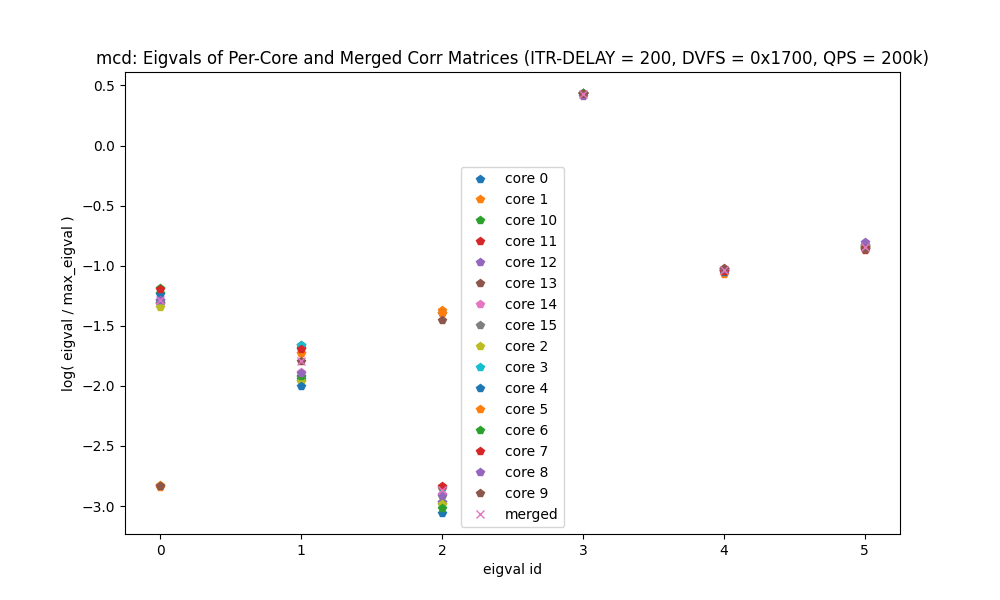 mcd: Eigvals of Per-Core and Merged Corr Matrices (ITR-DELAY = 200, DVFS = 0x1700, QPS = 200k)
log( eigval / max_eigval )
0.5
0.0
−0.5
−1.0
−1.5
−2.0
−2.5
−3.0
core 0
core 1
core 10
core 11
core 12
core 13
core 14
core 15
core 2
core 3
core 4
core 5
core 6
core 7
core 8
core 9
merged
0 1 2 3 4 5
eigval id